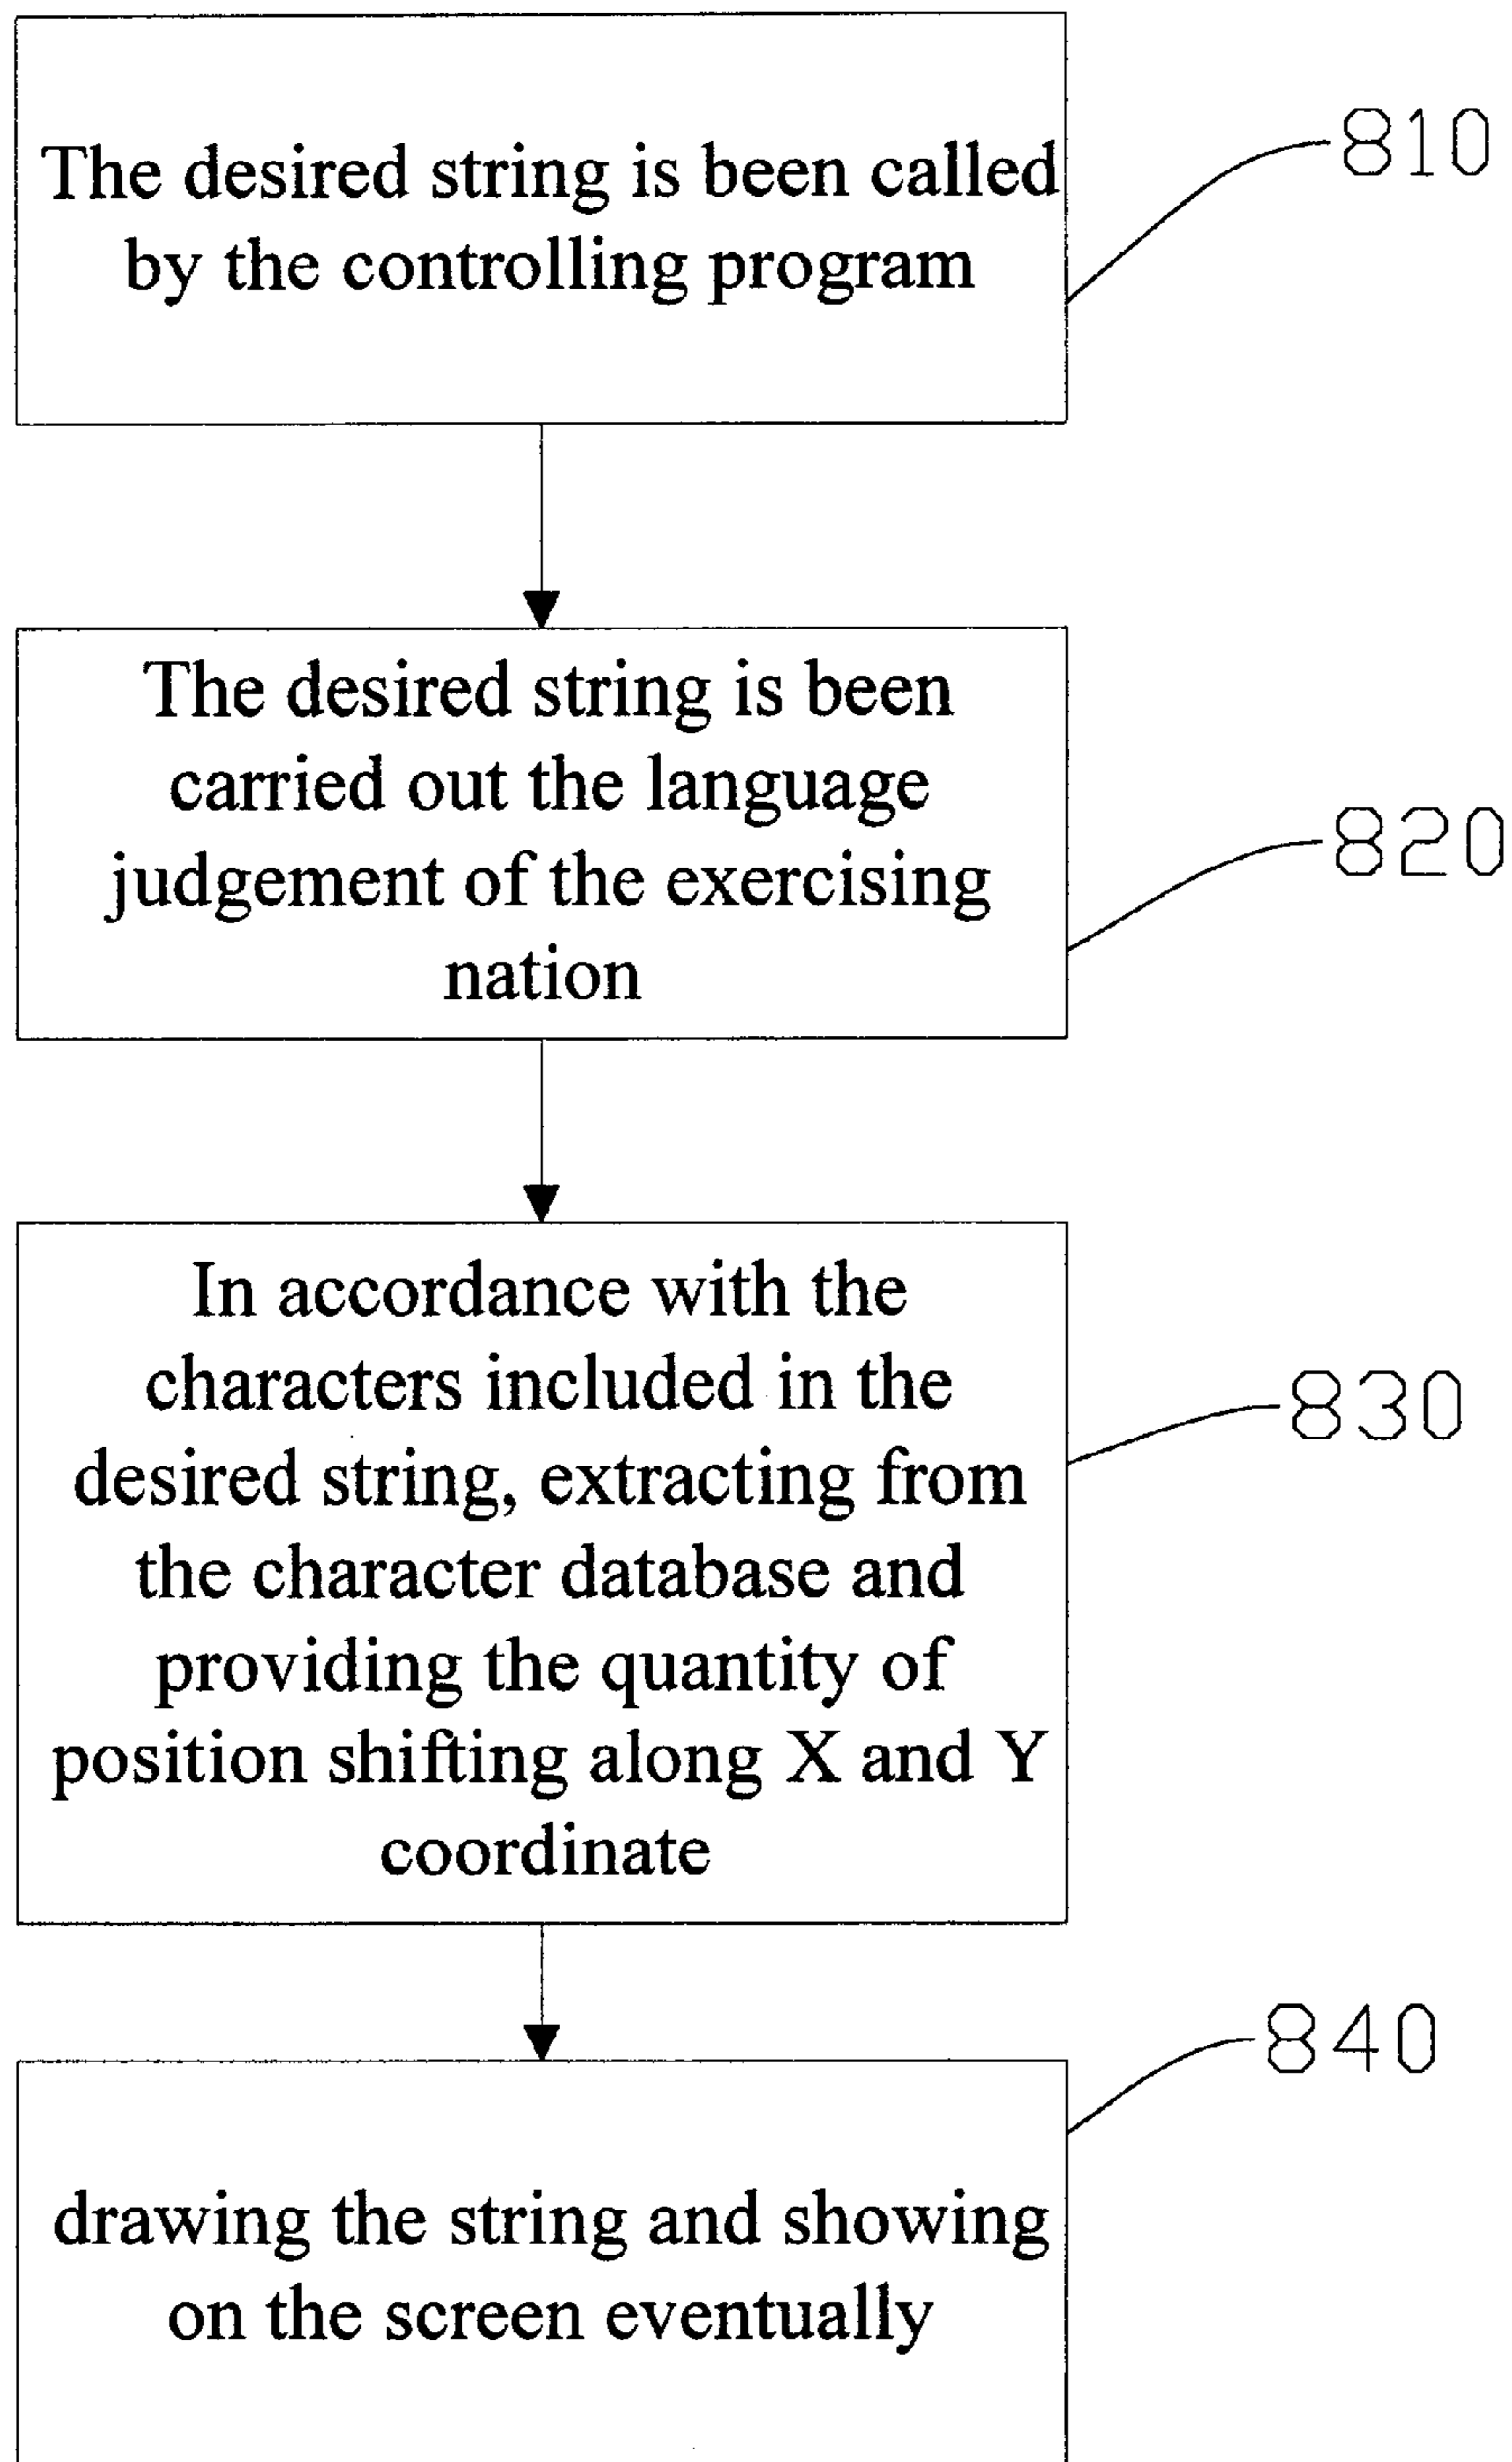 The desired string is been called
by the controlling program
810
The desired string is been
carried out the language
judgement of the exercising
nation
820
In accordance with the
characters included in the
desired string, extracting from
the character database and
providing the quantity of
position shifting along X and Y
coordinate
830
840
drawing the string and showing
on the screen eventually